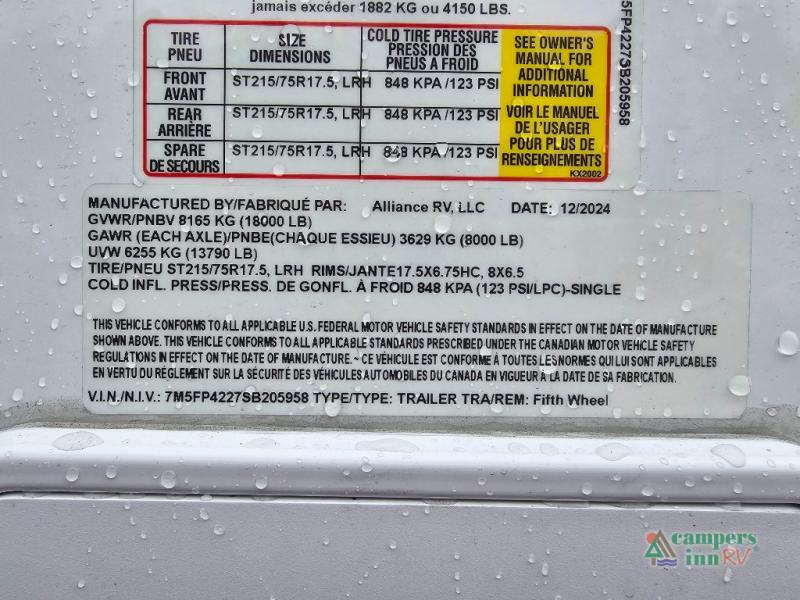 jamais excéder 1882 KG ou 4150 LBS.
TIRE PNEU SIZE DIMENSIONS COLD TIRE PRESSURE PRESSION DES PNEUS A FROID
FRONT AVANT ST215/75R17.5, LRH 848 KPA /123 PSI
REAR ARRIÈRE ST215/75R17.5, LRH 848 KPA /123 PSI
SPARE DE SECOURS ST215/75R17.5, LRH 848 KPA /123 PSI
SEE OWNER'S
MANUAL FOR
ADDITIONAL
INFORMATION
VOIR LE MANUEL
DE L'USAGER
POUR PLUS DE
RENSEIGNEMENTS
KX2002
5FP4227SB205958
MANUFACTURED BY/FABRIQUÉ PAR: Alliance RV, LLC DATE: 12/2024
GVWR/PNBV 8165 KG (18000 LB)
GAWR (EACH AXLE)/PNBE(CHAQUE ESSIEU) 3629 KG (8000 LB)
UVW 6255 KG (13790 LB)
TIRE/PNEU ST215/75R17.5, LRH RIMS/JANTE17.5X6.75HC, 8X6.5
COLD INFL. PRESS/PRESS. DE GONFL. À FROID 848 KPA (123 PSI/LPC)-SINGLE
THIS VEHICLE CONFORMS TO ALL APPLICABLE U.S. FEDERAL MOTOR VEHICLE SAFETY STANDARDS IN EFFECT ON THE DATE OF MANUFACTURE
SHOWN ABOVE. THIS VEHICLE CONFORMS TO ALL APPLICABLE STANDARDS PRESCRIBED UNDER THE CANADIAN MOTOR VEHICLE SAFETY
REGULATIONS IN EFFECT ON THE DATE OF MANUFACTURE. ~ CE VÉHICULE EST CONFORME À TOUTES LES NORMES QUI LUI SONT APPLICABLES
EN VERTU DU RÉGLEMENT SUR LA SÉCURITÉ DES VÉHICULES AUTOMOBILES DU CANADA EN VIGUEUR À LA DATE DE SA FABRICATION.
V.I.N./N.I.V.: 7M5FP4227SB205958 TYPE/TYPE: TRAILER TRA/REM: Fifth Wheel
campers
inn RV